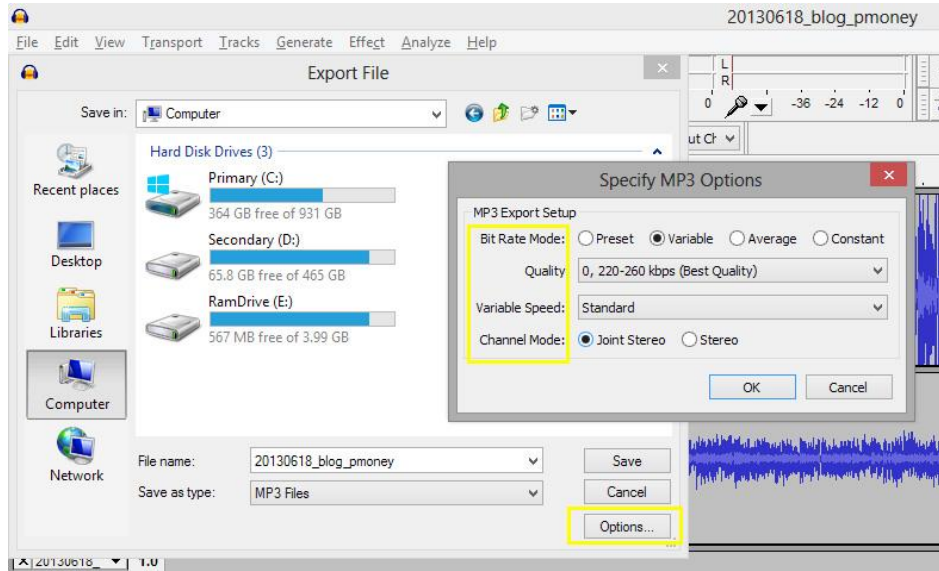 20130618_blog_pmoney
File Edit View Transport Tracks Generate Effect Analyze Help
Export File
L
R
0 -36 -24 -12 0
Save in: Computer
Hard Disk Drives (3)
Recent places
Primary (C:)
364 GB free of 931 GB
Desktop
Secondary (D:)
65.8 GB free of 465 GB
Libraries
RamDrive (E:)
567 MB free of 3.99 GB
Computer
Network
Specify MP3 Options
MP3 Export Setup
Bit Rate Mode: Preset Variable Average Constant
Quality 0, 220-260 kbps (Best Quality)
Variable Speed: Standard
Channel Mode: Joint Stereo Stereo
OK Cancel
File name: 20130618_blog_pmoney Save
Save as type: MP3 Files Cancel
Options...
X 20130618_ 1.0